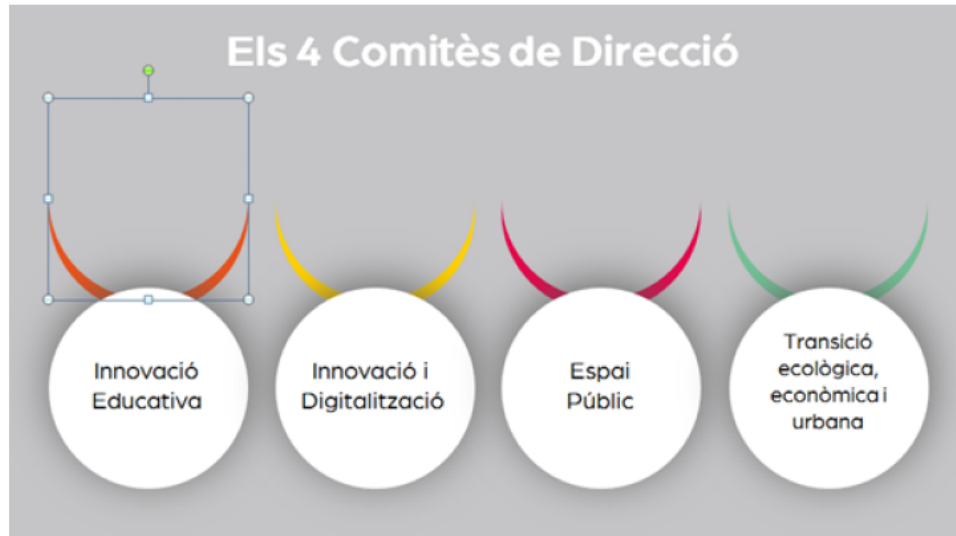 Els 4 Comitès de Direcció
Innovació
Educativa
Innovació i
Digitalització
Espai
Públic
Transició
ecològica,
econòmica i
urbana